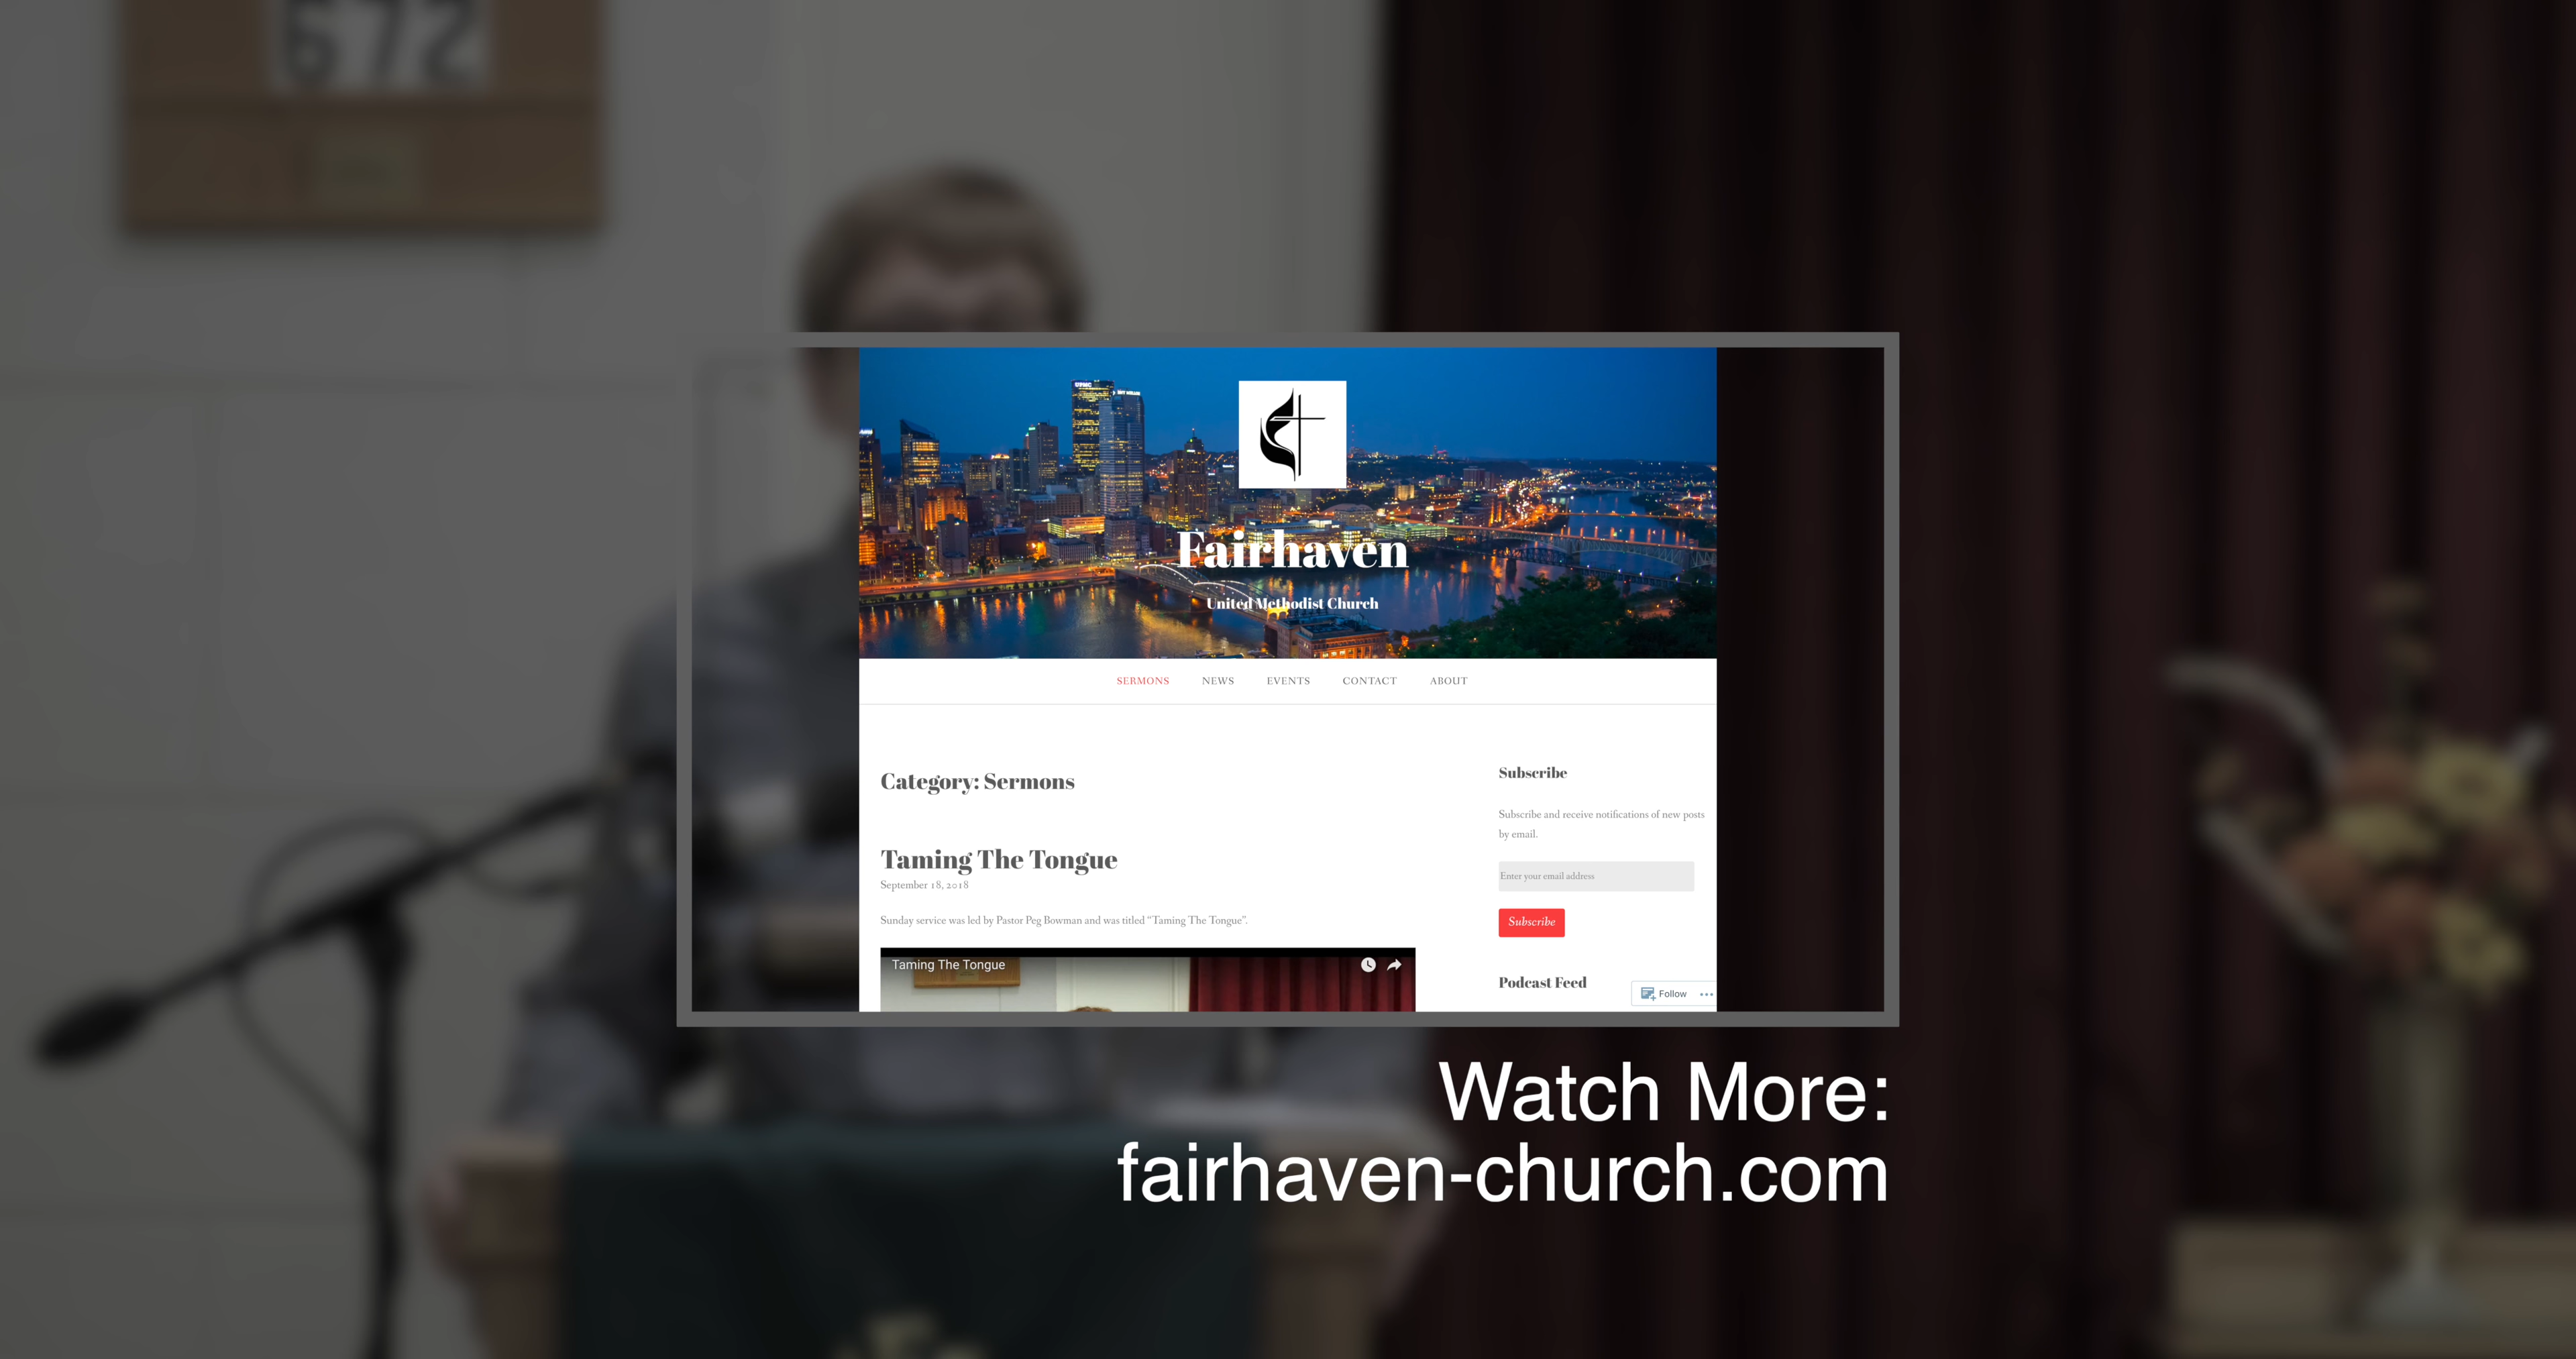 672
UPMC
Fairhaven
United Methodist Church
SERMONS NEWS EVENTS CONTACT ABOUT
Category: Sermons
Taming The Tongue
September 18, 2018
Sunday service was led by Pastor Peg Bowman and was titled “Taming The Tongue”.
Taming The Tongue
Subscribe
Subscribe and receive notifications of new posts
by email.
Enter your email address
Subscribe
Podcast Feed
Follow
Watch More:
fairhaven-church.com